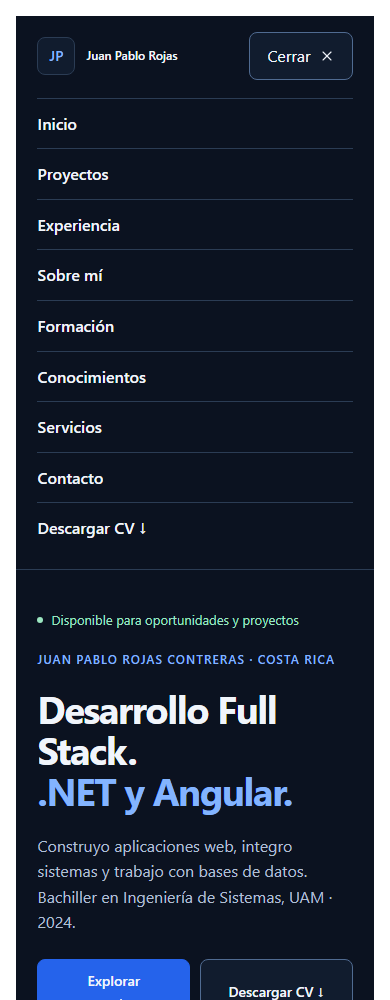 JP Juan Pablo Rojas Cerrar ×
Inicio
Proyectos
Experiencia
Sobre mí
Formación
Conocimientos
Servicios
Contacto
Descargar CV ↓
Disponible para oportunidades y proyectos
JUAN PABLO ROJAS CONTRERAS · COSTA RICA
Desarrollo Full
Stack.
.NET y Angular.
Construyo aplicaciones web, integro
sistemas y trabajo con bases de datos.
Bachiller en Ingeniería de Sistemas, UAM ·
2024.
Explorar
Descargar CV ↓